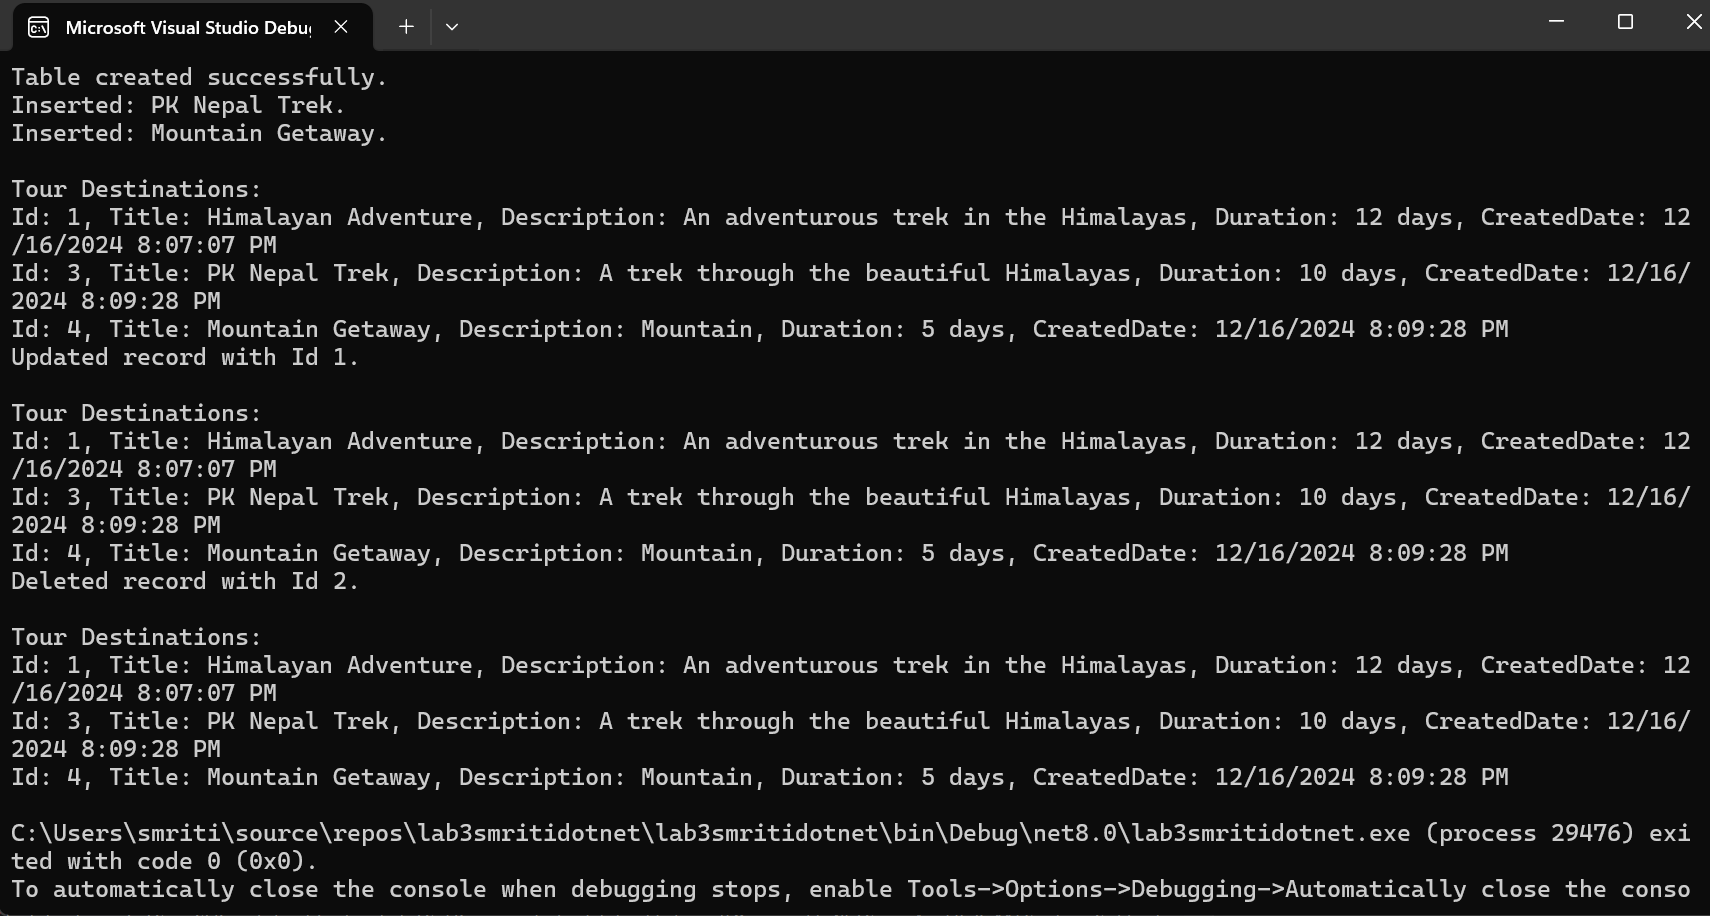 Microsoft Visual Studio Debug
Table created successfully.
Inserted: PK Nepal Trek.
Inserted: Mountain Getaway.
Tour Destinations:
Id: 1, Title: Himalayan Adventure, Description: An adventurous trek in the Himalayas, Duration: 12 days, CreatedDate: 12
/16/2024 8:07:07 PM
Id: 3, Title: PK Nepal Trek, Description: A trek through the beautiful Himalayas, Duration: 10 days, CreatedDate: 12/16/
2024 8:09:28 PM
Id: 4, Title: Mountain Getaway, Description: Mountain, Duration: 5 days, CreatedDate: 12/16/2024 8:09:28 PM
Updated record with Id 1.
Tour Destinations:
Id: 1, Title: Himalayan Adventure, Description: An adventurous trek in the Himalayas, Duration: 12 days, CreatedDate: 12
/16/2024 8:07:07 PM
Id: 3, Title: PK Nepal Trek, Description: A trek through the beautiful Himalayas, Duration: 10 days, CreatedDate: 12/16/
2024 8:09:28 PM
Id: 4, Title: Mountain Getaway, Description: Mountain, Duration: 5 days, CreatedDate: 12/16/2024 8:09:28 PM
Deleted record with Id 2.
Tour Destinations:
Id: 1, Title: Himalayan Adventure, Description: An adventurous trek in the Himalayas, Duration: 12 days, CreatedDate: 12
/16/2024 8:07:07 PM
Id: 3, Title: PK Nepal Trek, Description: A trek through the beautiful Himalayas, Duration: 10 days, CreatedDate: 12/16/
2024 8:09:28 PM
Id: 4, Title: Mountain Getaway, Description: Mountain, Duration: 5 days, CreatedDate: 12/16/2024 8:09:28 PM
C:\Users\smriti\source\repos\lab3smritidotnet\lab3smritidotnet\bin\Debug\net8.0\lab3smritidotnet.exe (process 29476) exi
ted with code 0 (0x0).
To automatically close the console when debugging stops, enable Tools->Options->Debugging->Automatically close the conso